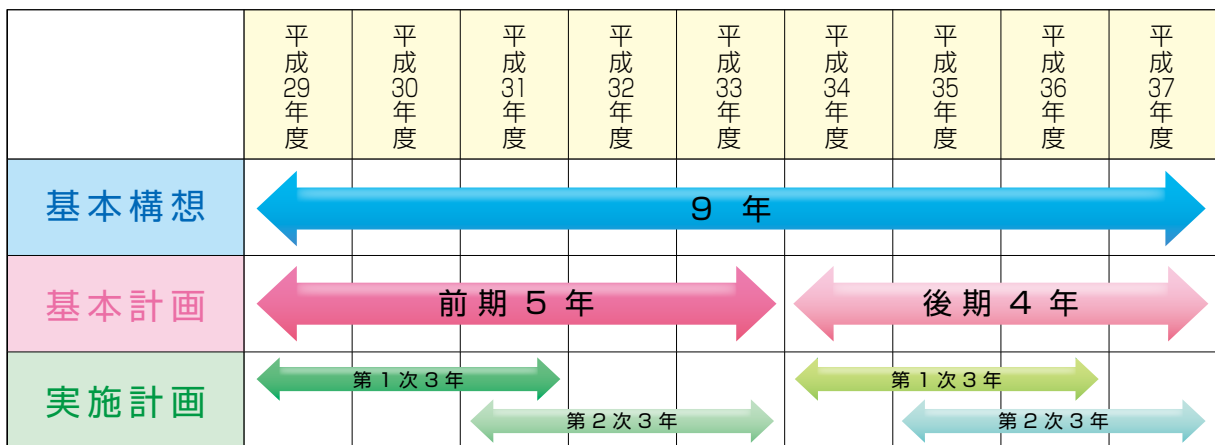 平成29年度
平成30年度
平成31年度
平成32年度
平成33年度
平成34年度
平成35年度
平成36年度
平成37年度
基本構想
９年
基本計画
前期５年
後期４年
実施計画
第１次３年
第２次３年
第１次３年
第２次３年